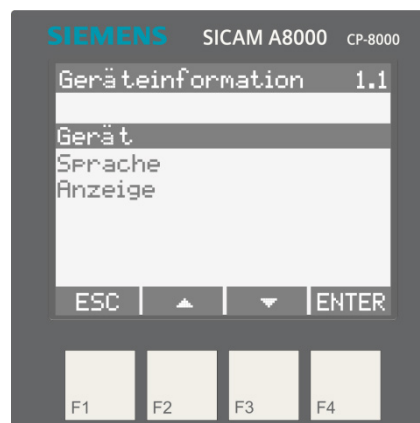 SIEMENS SICAM A8000 CP-8000
Geräteinformation 1.1
Gerät
Sprache
Anzeige
ESC ENTER
F1 F2 F3 F4